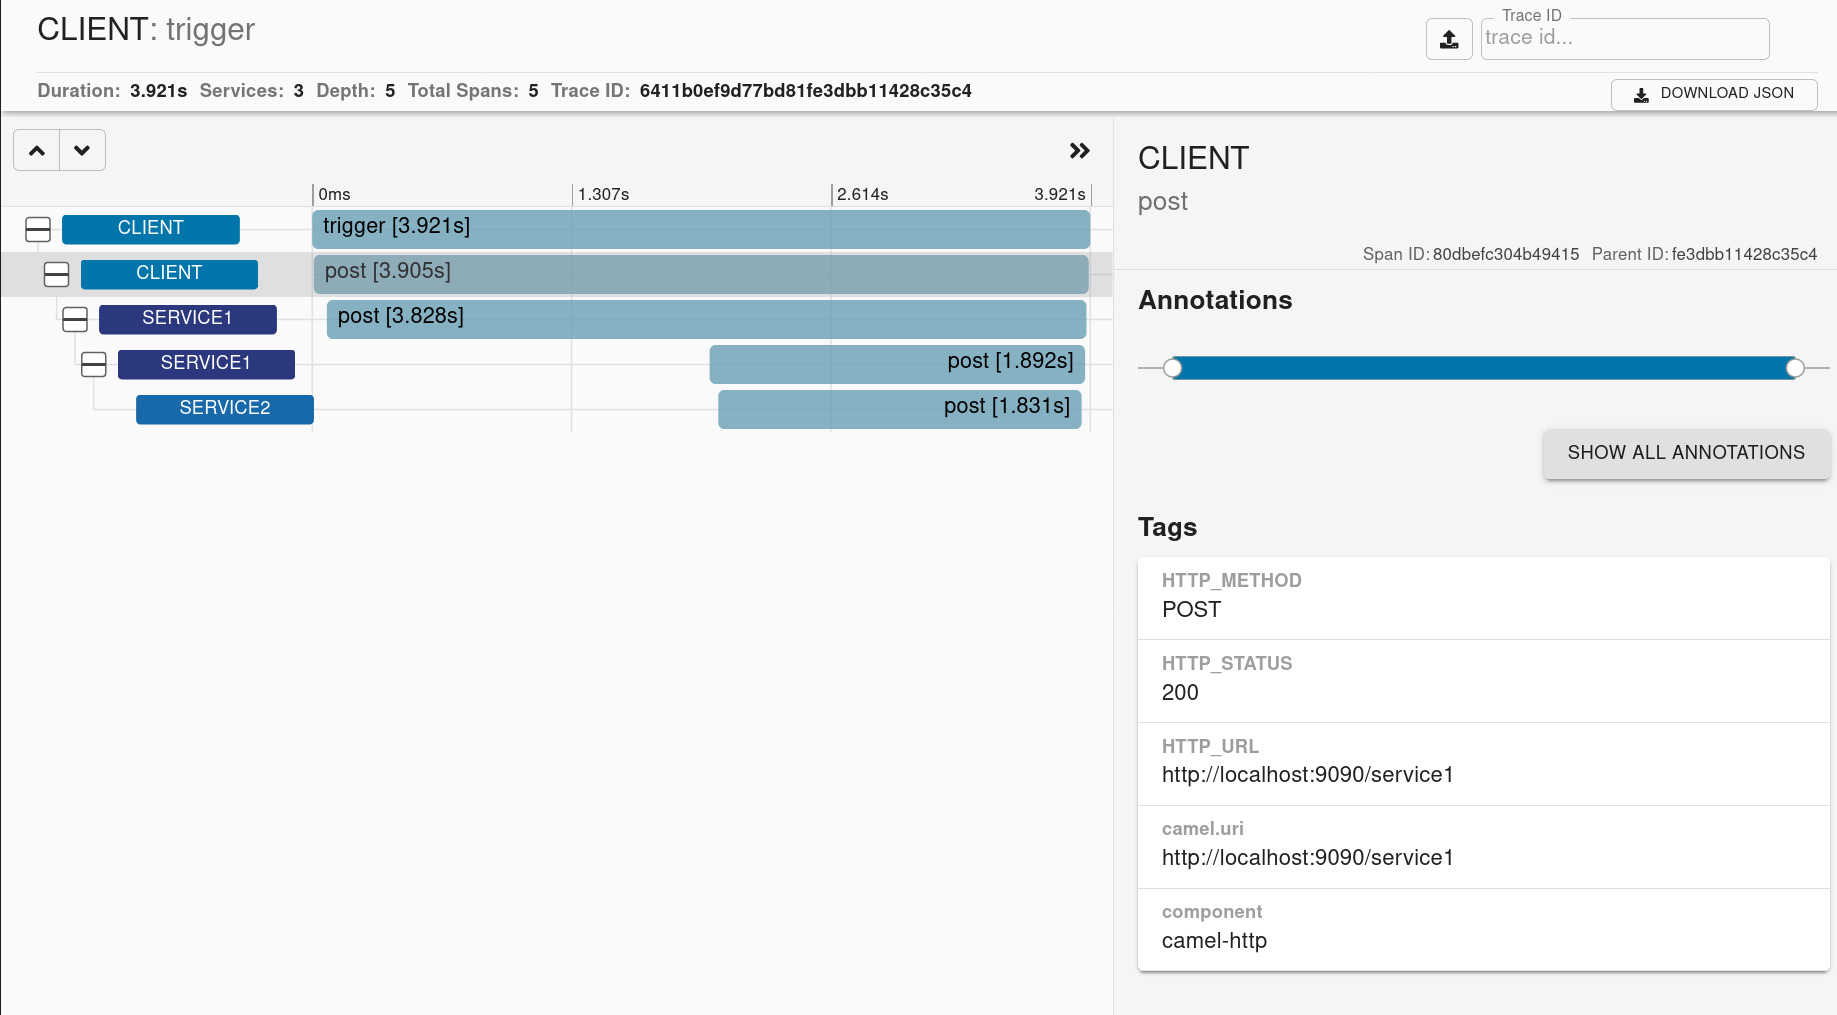 CLIENT: trigger
Trace ID
trace id...
Duration: 3.921s Services: 3 Depth: 5 Total Spans: 5 Trace ID: 6411b0ef9d77bd81fe3dbb11428c35c4
DOWNLOAD JSON
0ms 1.307s 2.614s 3.921s
CLIENT trigger [3.921s]
CLIENT post [3.905s]
SERVICE1 post [3.828s]
SERVICE1 post [1.892s]
SERVICE2 post [1.831s]
CLIENT
post
Span ID: 80dbefc304b49415 Parent ID: fe3dbb11428c35c4
Annotations
SHOW ALL ANNOTATIONS
Tags
HTTP_METHOD
POST
HTTP_STATUS
200
HTTP_URL
http://localhost:9090/service1
camel.uri
http://localhost:9090/service1
component
camel-http